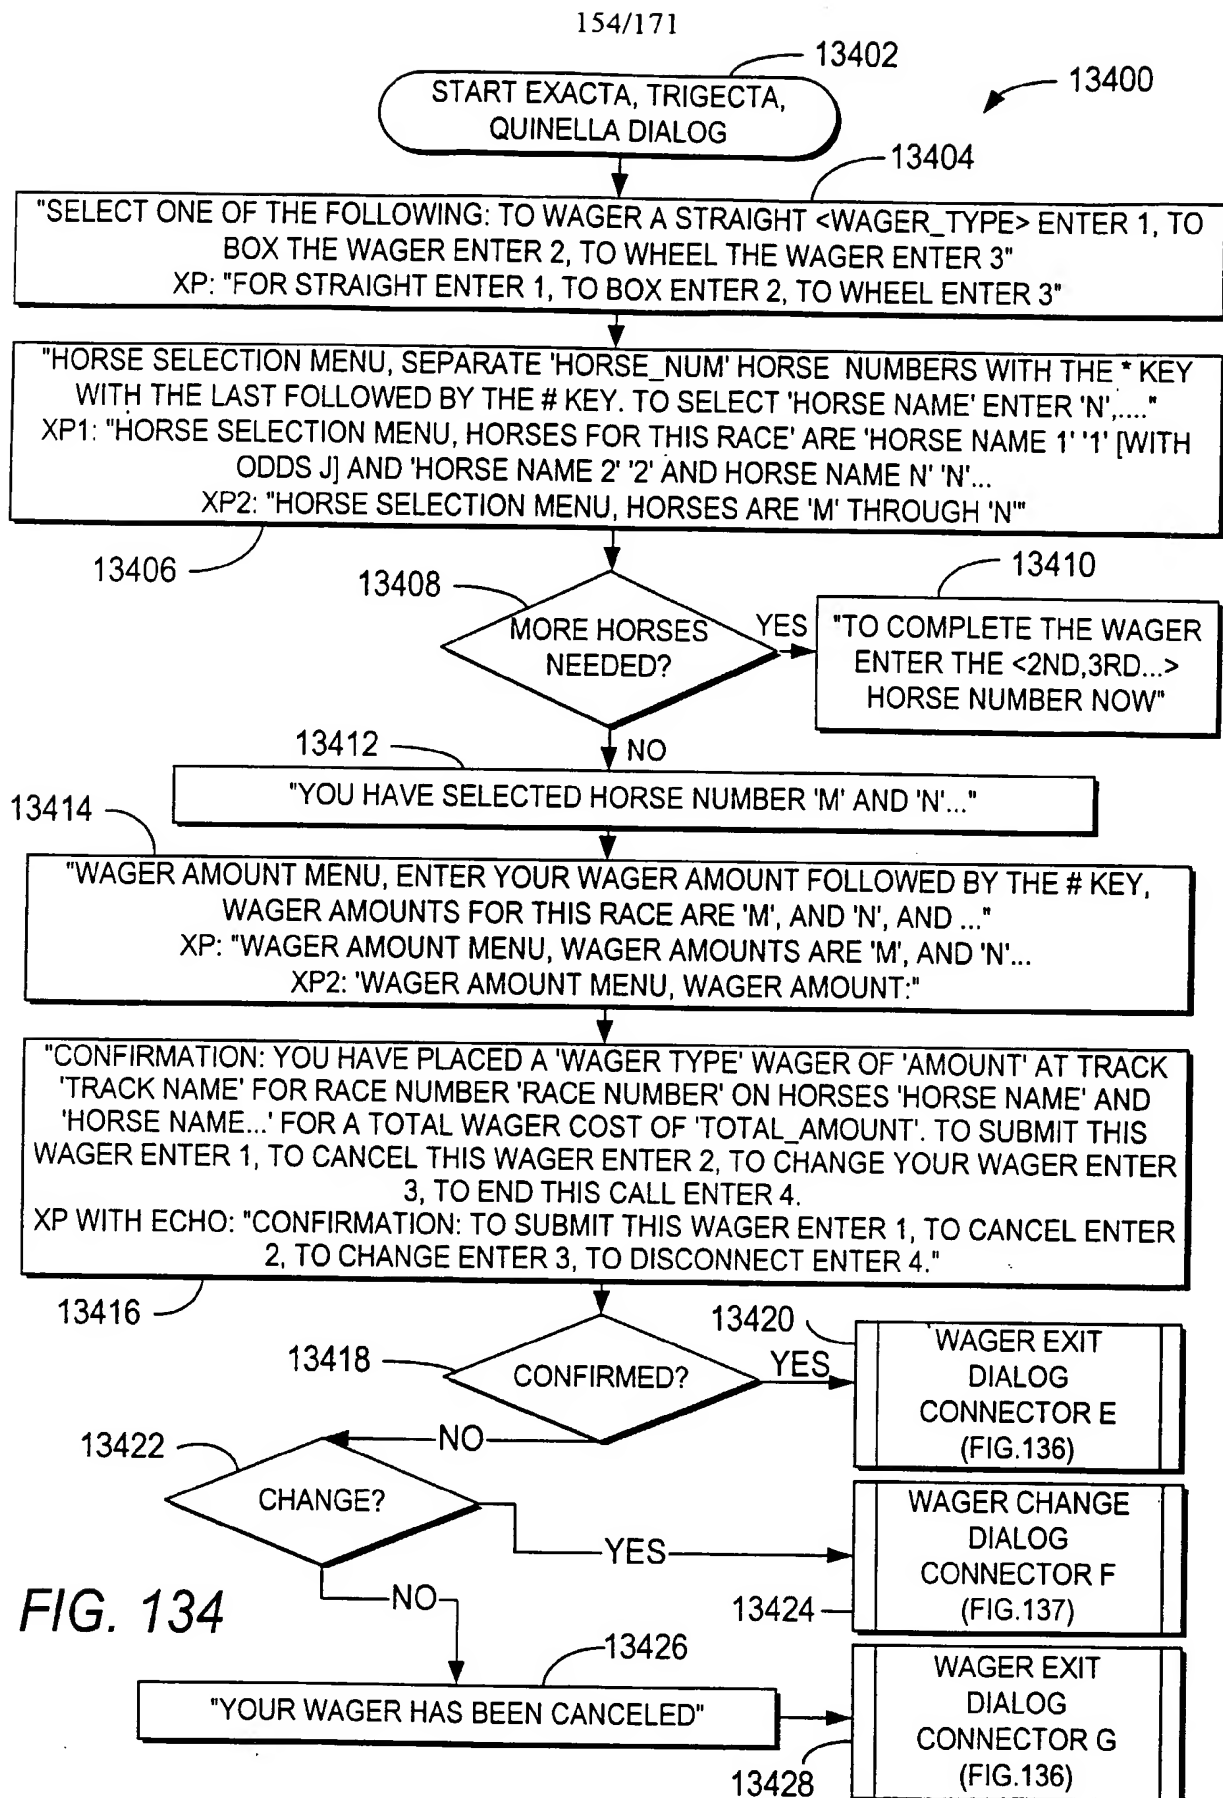 154/171
13402
13400
START EXACTA, TRIGECTA,
QUINELLA DIALOG
13404
"SELECT ONE OF THE FOLLOWING: TO WAGER A STRAIGHT <WAGER_TYPE> ENTER 1, TO
BOX THE WAGER ENTER 2, TO WHEEL THE WAGER ENTER 3"
XP: "FOR STRAIGHT ENTER 1, TO BOX ENTER 2, TO WHEEL ENTER 3"
"HORSE SELECTION MENU, SEPARATE 'HORSE_NUM' HORSE NUMBERS WITH THE * KEY
WITH THE LAST FOLLOWED BY THE # KEY. TO SELECT 'HORSE NAME' ENTER 'N',...."
XP1: "HORSE SELECTION MENU, HORSES FOR THIS RACE' ARE 'HORSE NAME 1' '1' [WITH
ODDS J] AND 'HORSE NAME 2' '2' AND HORSE NAME N' 'N'...
XP2: "HORSE SELECTION MENU, HORSES ARE 'M' THROUGH 'N'"
13406
13408
13410
MORE HORSES
NEEDED?
YES
"TO COMPLETE THE WAGER
ENTER THE <2ND,3RD...>
HORSE NUMBER NOW"
13412
NO
"YOU HAVE SELECTED HORSE NUMBER 'M' AND 'N'..."
13414
"WAGER AMOUNT MENU, ENTER YOUR WAGER AMOUNT FOLLOWED BY THE # KEY,
WAGER AMOUNTS FOR THIS RACE ARE 'M', AND 'N', AND ..."
XP: "WAGER AMOUNT MENU, WAGER AMOUNTS ARE 'M', AND 'N'...
XP2: 'WAGER AMOUNT MENU, WAGER AMOUNT:"
"CONFIRMATION: YOU HAVE PLACED A 'WAGER TYPE' WAGER OF 'AMOUNT' AT TRACK
'TRACK NAME' FOR RACE NUMBER 'RACE NUMBER' ON HORSES 'HORSE NAME' AND
'HORSE NAME...' FOR A TOTAL WAGER COST OF 'TOTAL_AMOUNT'. TO SUBMIT THIS
WAGER ENTER 1, TO CANCEL THIS WAGER ENTER 2, TO CHANGE YOUR WAGER ENTER
3, TO END THIS CALL ENTER 4.
XP WITH ECHO: "CONFIRMATION: TO SUBMIT THIS WAGER ENTER 1, TO CANCEL ENTER
2, TO CHANGE ENTER 3, TO DISCONNECT ENTER 4."
13416
13418
CONFIRMED?
YES
13420
WAGER EXIT
DIALOG
CONNECTOR E
(FIG.136)
NO
13422
CHANGE?
YES
WAGER CHANGE
DIALOG
CONNECTOR F
(FIG.137)
13424
NO
FIG. 134
13426
"YOUR WAGER HAS BEEN CANCELED"
WAGER EXIT
DIALOG
CONNECTOR G
(FIG.136)
13428